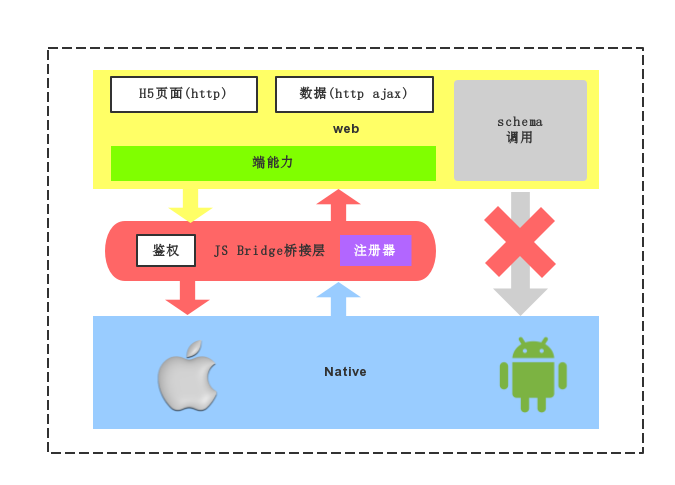 H5页面(http)
数据(http ajax)
schema
调用
web
端能力
鉴权
JS Bridge桥接层
注册器
Native